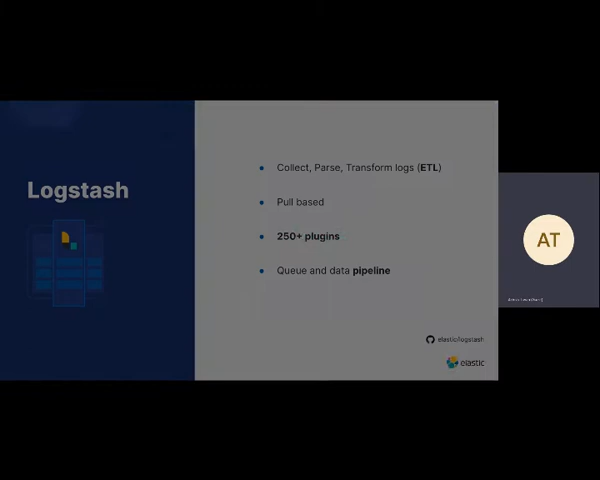 Logstash
Collect, Parse, Transform logs (ETL)
Pull based
250+ plugins
Queue and data pipeline
elastic/logstash
elastic
AT